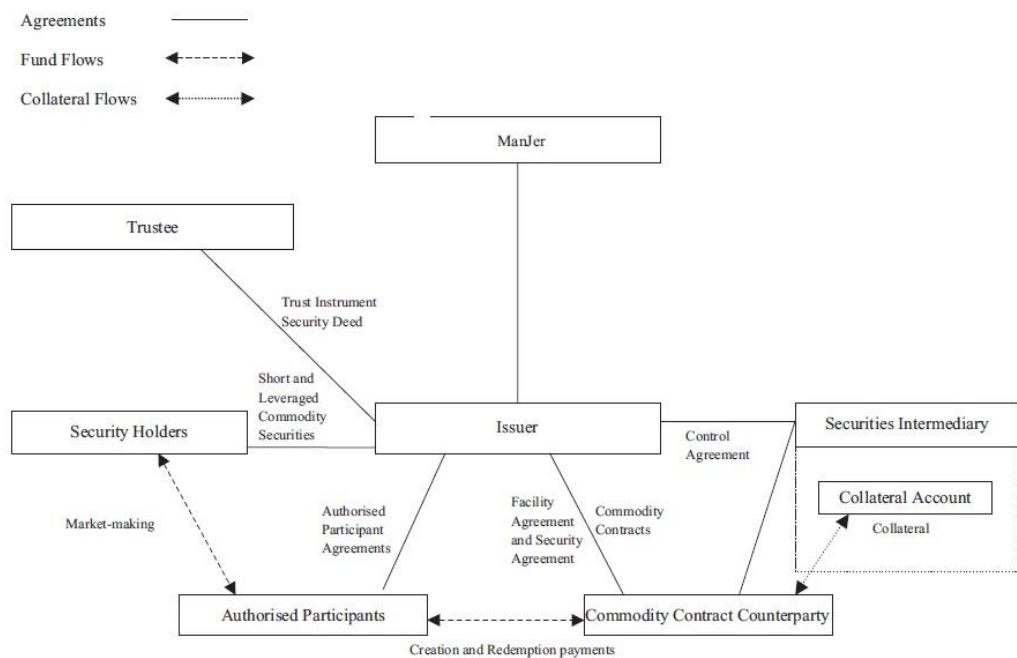 Agreements
Fund Flows
Collateral Flows
ManJer
Trustee
Trust Instrument
Security Deed
Short and
Leveraged
Commodity
Securities
Security Holders
Issuer
Securities Intermediary
Control
Agreement
Collateral Account
Collateral
Market-making
Authorised
Participant
Agreements
Facility
Agreement
and Security
Agreement
Commodity
Contracts
Authorised Participants
Commodity Contract Counterparty
Creation and Redemption payments